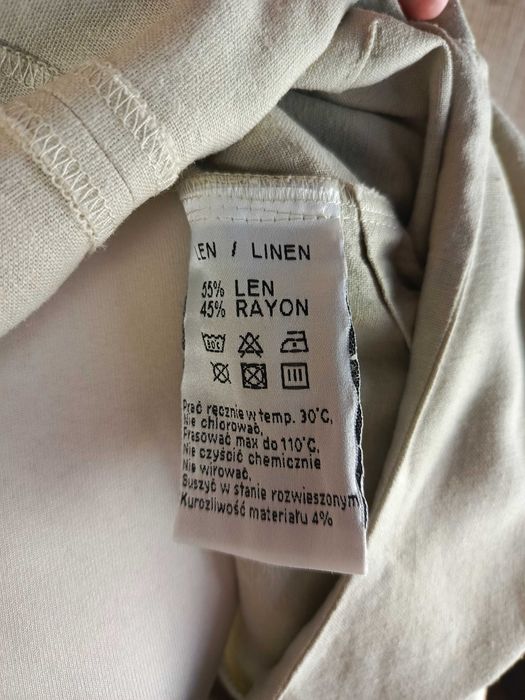 LEN / LINEN
55% LEN
45% RAYON
30C
Prać ręcznie w temp. 30°C,
Nie chlorować,
Prasować max do 110°C,
Nie czyścić chemicznie
Nie wirować,
Suszyć w stanie rozwieszonym
Kurczliwość materiału 4%